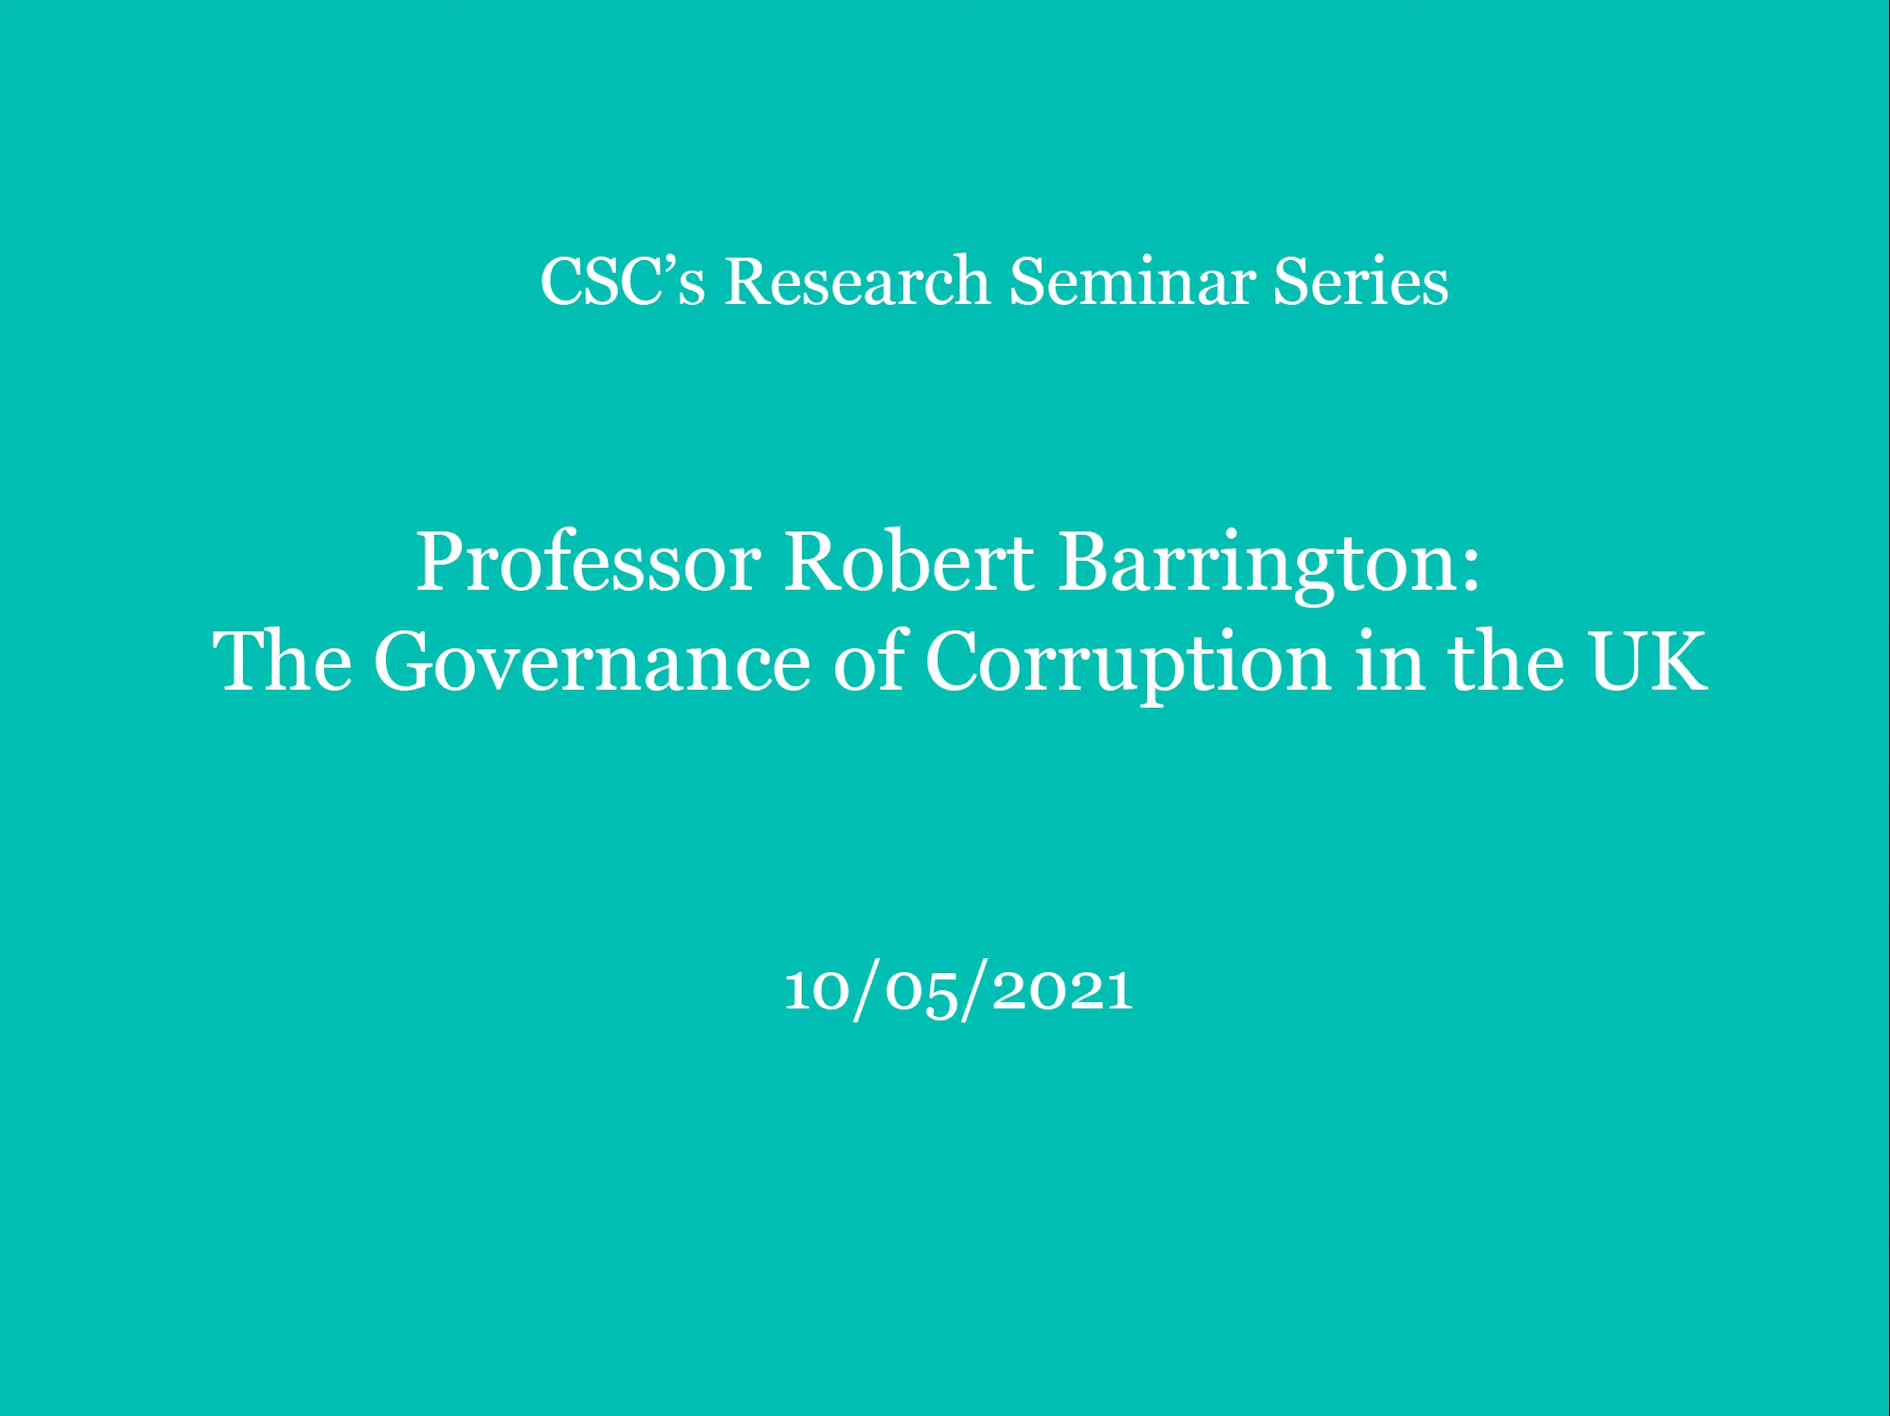 CSC’s Research Seminar Series
Professor Robert Barrington:
The Governance of Corruption in the UK
10/05/2021